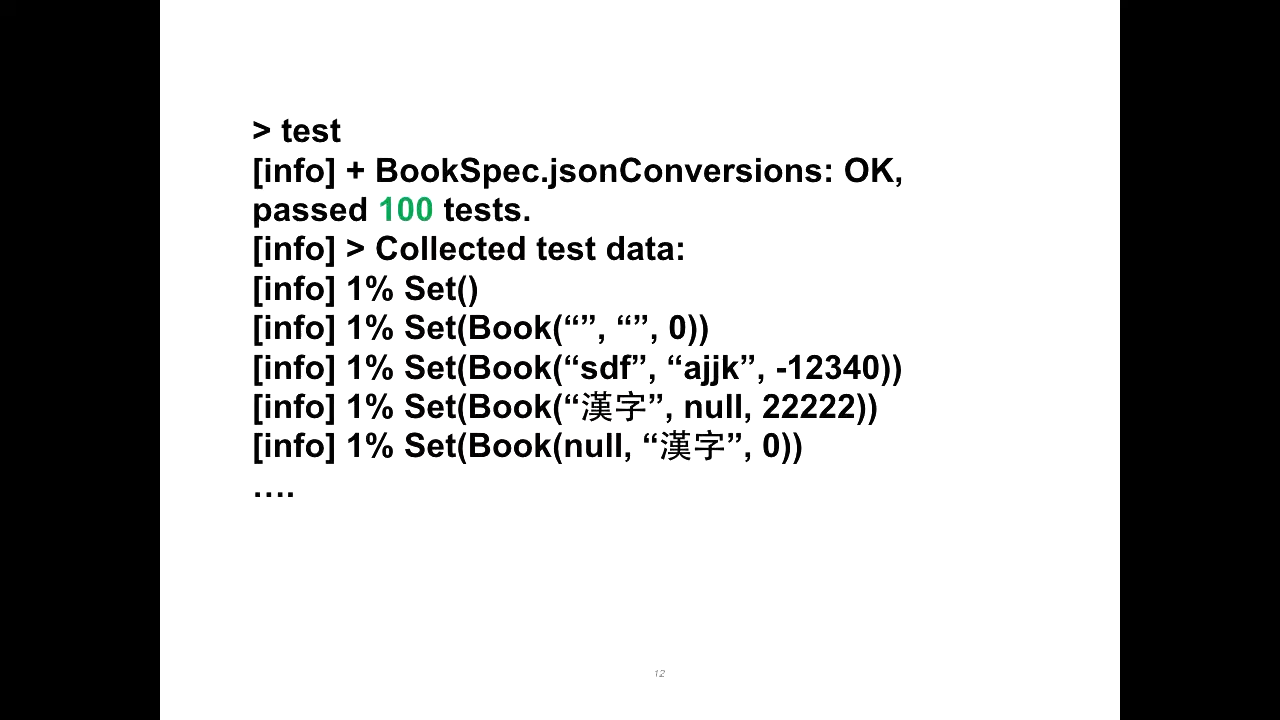 > test
[info] + BookSpec.jsonConversions: OK,
passed 100 tests.
[info] > Collected test data:
[info] 1% Set()
[info] 1% Set(Book(“”, “”, 0))
[info] 1% Set(Book(“sdf”, “ajjk”, -12340))
[info] 1% Set(Book(“漢字”, null, 22222))
[info] 1% Set(Book(null, “漢字”, 0))
….
12